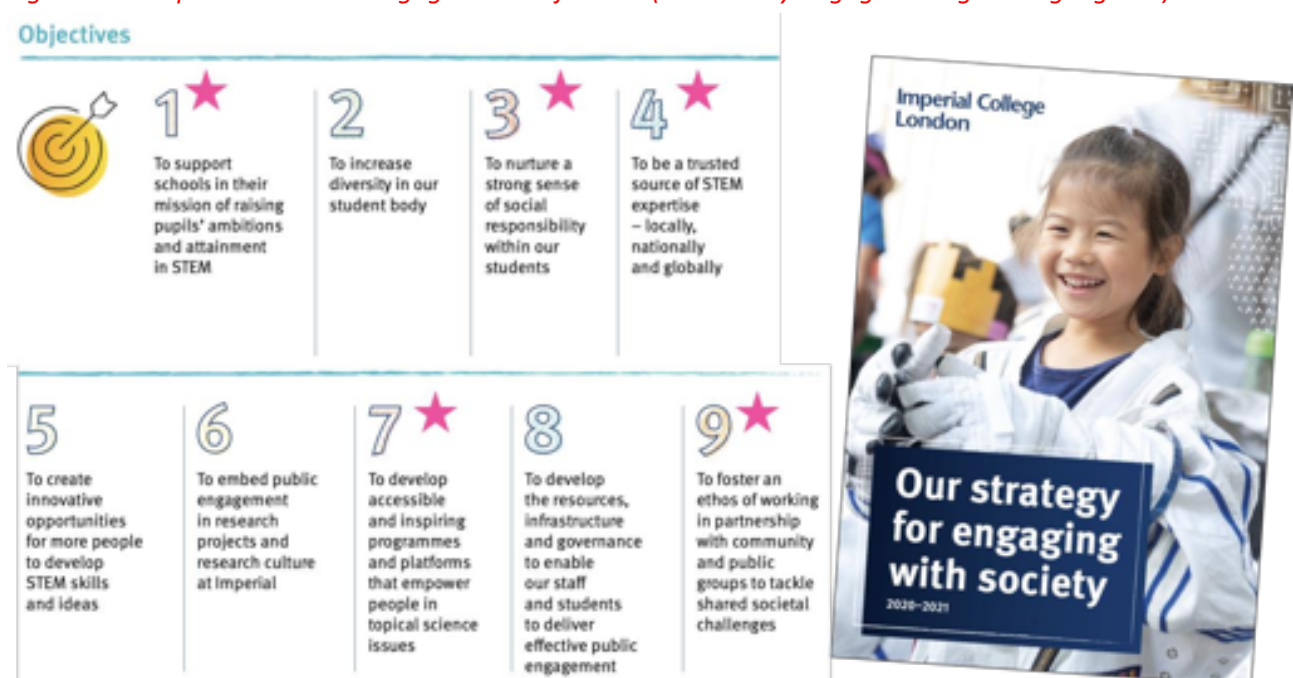 Objectives
1
To support
schools in their
mission of raising
pupils' ambitions
and attainment
in STEM
2
To increase
diversity in our
student body
3
To nurture a
strong sense
of social
responsibility
within our
students
4
To be a trusted
source of STEM
expertise
– locally,
nationally
and globally
5
To create
innovative
opportunities
for more people
to develop
STEM skills
and ideas
6
To embed public
engagement
in research
projects and
research culture
at Imperial
7
To develop
accessible
and inspiring
programmes
and platforms
that empower
people in
topical science
issues
8
To develop
the resources,
infrastructure
and governance
to enable
our staff
and students
to deliver
effective public
engagement
9
To foster an
ethos of working
in partnership
with community
and public
groups to tackle
shared societal
challenges
Imperial College
London
Our strategy
for engaging
with society
2020–2021